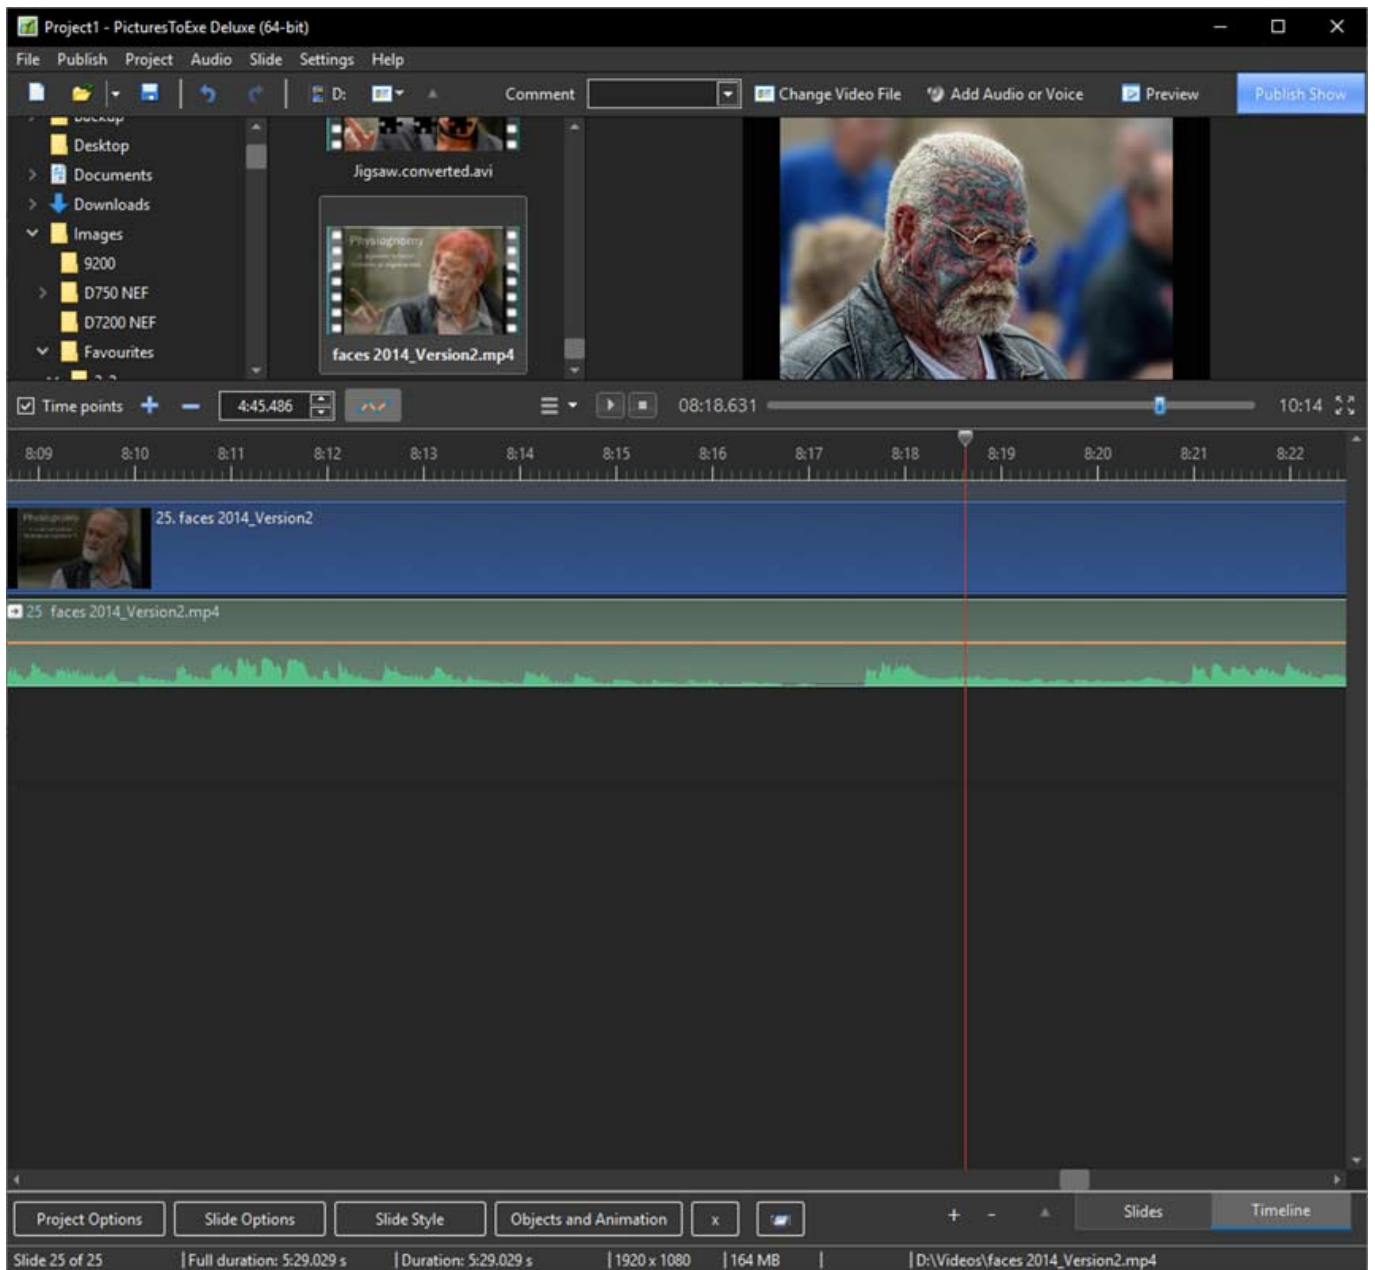 Project1 - PicturesToExe Deluxe (64-bit)
File Publish Project Audio Slide Settings Help
D: Comment Change Video File Add Audio or Voice Preview Publish Show
Backup
Desktop
Documents
Downloads
Images
9200
D750 NEF
D7200 NEF
Favourites
Jigsaw.converted.avi
Physiognomy
faces 2014_Version2.mp4
Time points 4:45.486 08:18.631 10:14
8:09 8:10 8:11 8:12 8:13 8:14 8:15 8:16 8:17 8:18 8:19 8:20 8:21 8:22
Physiognomy
25. faces 2014_Version2
25 faces 2014_Version2.mp4
Project Options Slide Options Slide Style Objects and Animation x + - Slides Timeline
Slide 25 of 25 Full duration: 5:29.029 s Duration: 5:29.029 s 1920 x 1080 164 MB D:\Videos\faces 2014_Version2.mp4